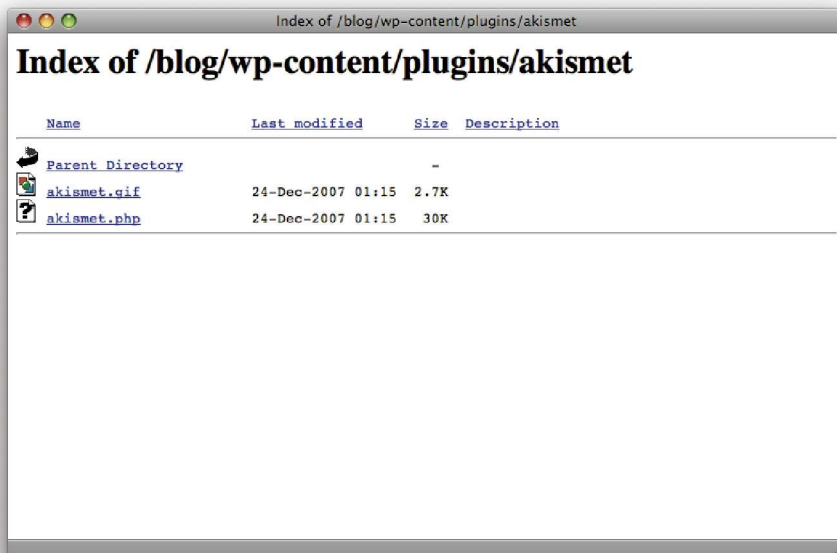 Index of /blog/wp-content/plugins/akismet
Index of /blog/wp-content/plugins/akismet
Name Last modified Size Description
Parent Directory -
akismet.gif 24-Dec-2007 01:15 2.7K
akismet.php 24-Dec-2007 01:15 30K